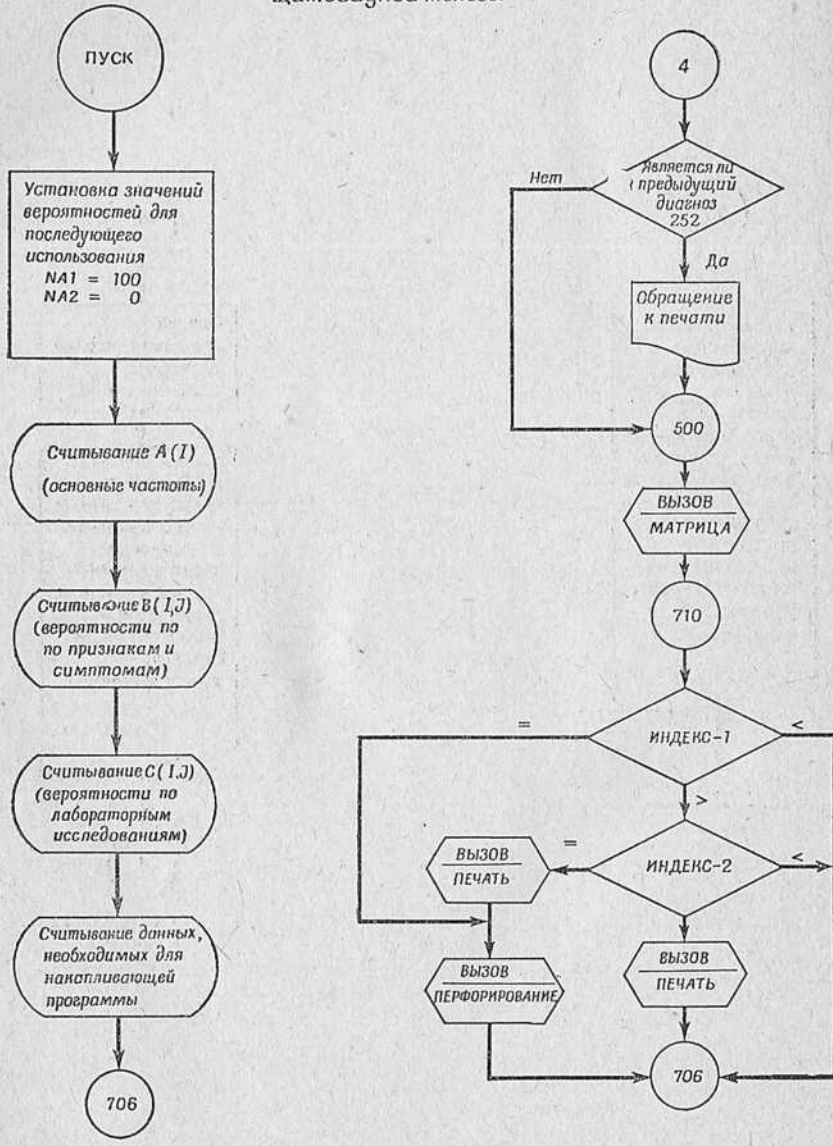 ПУСК
Установка значений
вероятностей для
последующего
использования
NA1 = 100
NA2 = 0
Считывание A(I)
(основные частоты)
Считывание B(I,J)
(вероятности по
по признакам и
симптомам)
Считывание C(I,J)
(вероятности по
лабораторным
исследованиям)
Считывание данных,
необходимых для
накапливающей
программы
706
4
Является ли
предыдущий
диагноз
252
Нет
Да
Обращение
к печати
500
ВЫЗОВ
МАТРИЦА
710
ИНДЕКС-1
=
<
>
ИНДЕКС-2
=
<
ВЫЗОВ
ПЕЧАТЬ
ВЫЗОВ
ПЕРФОРИРОВАНИЕ
ВЫЗОВ
ПЕЧАТЬ
706